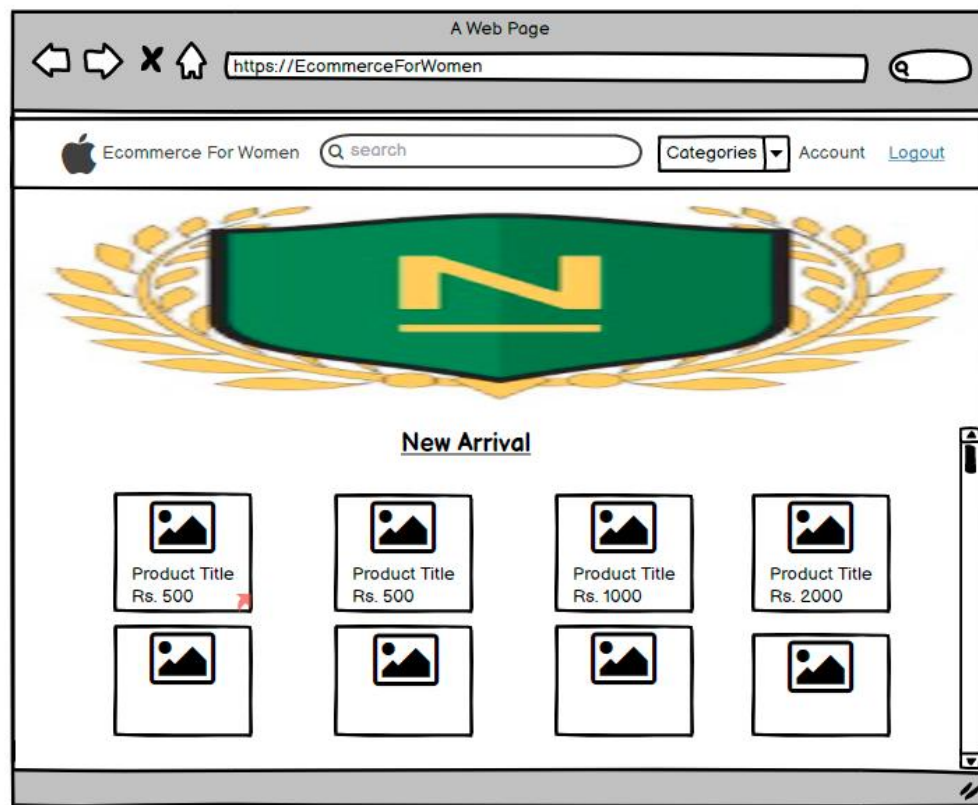 A Web Page
https://EcommerceForWomen
Ecommerce For Women search Categories Account Logout
N
New Arrival
Product Title Product Title Product Title Product Title
Rs. 500 Rs. 500 Rs. 1000 Rs. 2000